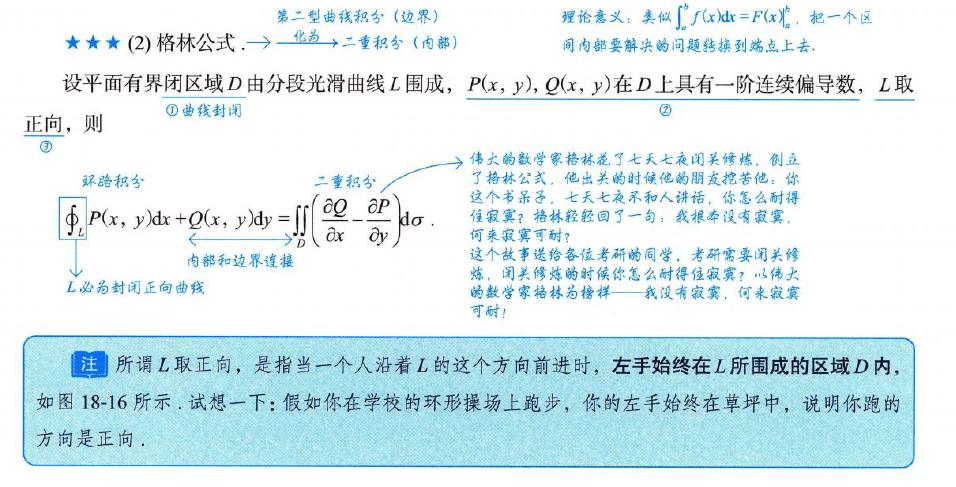 第二型曲线积分（边界）
理论意义：类似∫ₐᵇ f(x)dx = F(x)|ₐᵇ，把一个区
★★★ (2) 格林公式.→ 化为 → 二重积分（内部）
间内部要解决的问题转换到端点上去.
设平面有界闭区域 D 由分段光滑曲线 L 围成，P(x, y), Q(x, y)在 D 上具有一阶连续偏导数，L 取
①曲线封闭
②
正向，则
③
环路积分
二重积分
∮_L P(x, y)dx + Q(x, y)dy = ∬_D (∂Q/∂x − ∂P/∂y)dσ .
内部和边界连接
L必为封闭正向曲线
伟大的数学家格林花了七天七夜闭关修炼，创立
了格林公式，他出关的时候他的朋友挖苦他：你
这个书呆子，七天七夜不和人讲话，你怎么耐得
住寂寞？格林轻轻回了一句：我根本没有寂寞，
何来寂寞可耐？
这个故事送给各位考研的同学，考研需要闭关修
炼，闭关修炼的时候你怎么耐得住寂寞？以伟大
的数学家格林为榜样——我没有寂寞，何来寂寞
可耐！
注 所谓 L 取正向，是指当一个人沿着 L 的这个方向前进时，左手始终在 L 所围成的区域 D 内，
如图 18-16 所示.试想一下：假如你在学校的环形操场上跑步，你的左手始终在草坪中，说明你跑的
方向是正向.